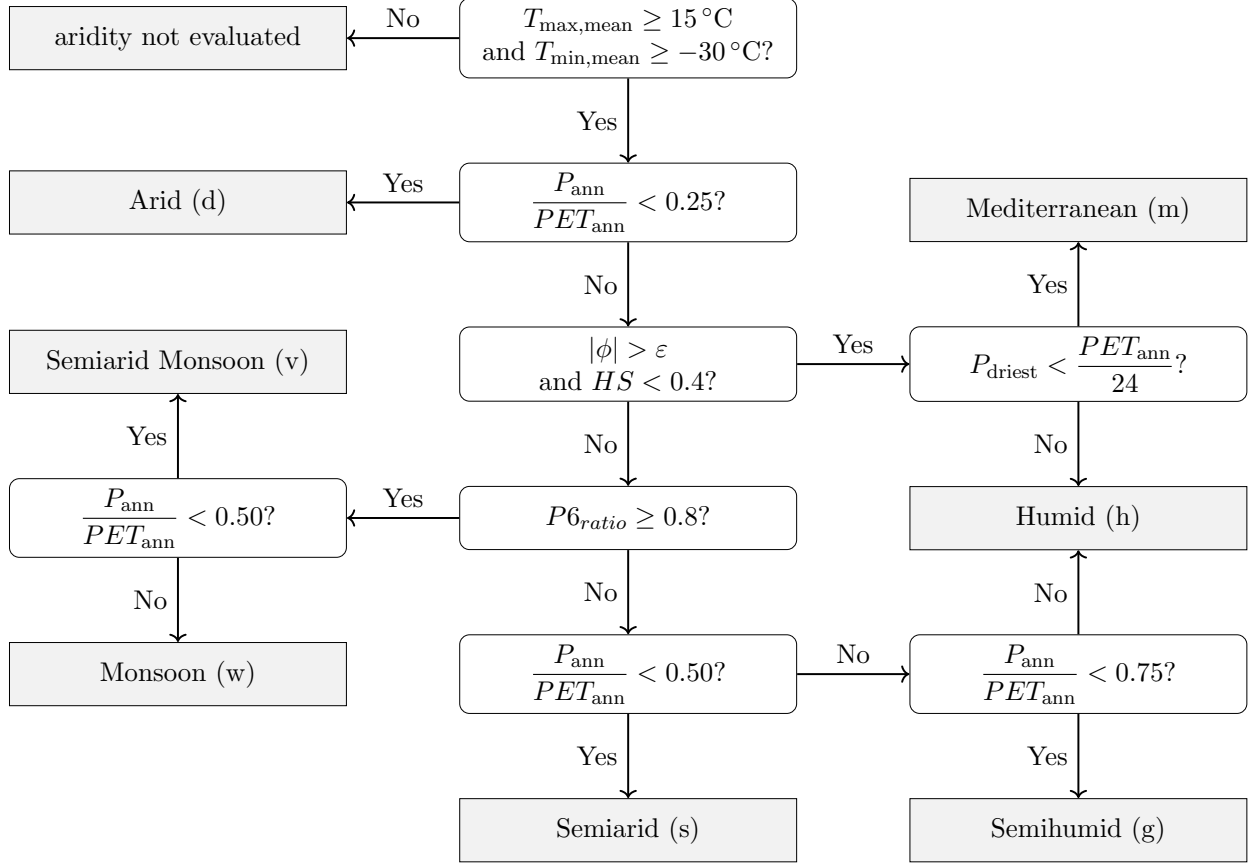 aridity not evaluated
No
T_max,mean ≥ 15 °C
and T_min,mean ≥ −30 °C?
Yes
Arid (d)
Yes
P_ann / PET_ann < 0.25?
Mediterranean (m)
No
Yes
Semiarid Monsoon (v)
|ϕ| > ε
and HS < 0.4?
Yes
P_driest < PET_ann / 24?
Yes
No
No
P_ann / PET_ann < 0.50?
Yes
P6_ratio ≥ 0.8?
Humid (h)
No
No
No
Monsoon (w)
P_ann / PET_ann < 0.50?
No
P_ann / PET_ann < 0.75?
Yes
Yes
Semiarid (s)
Semihumid (g)